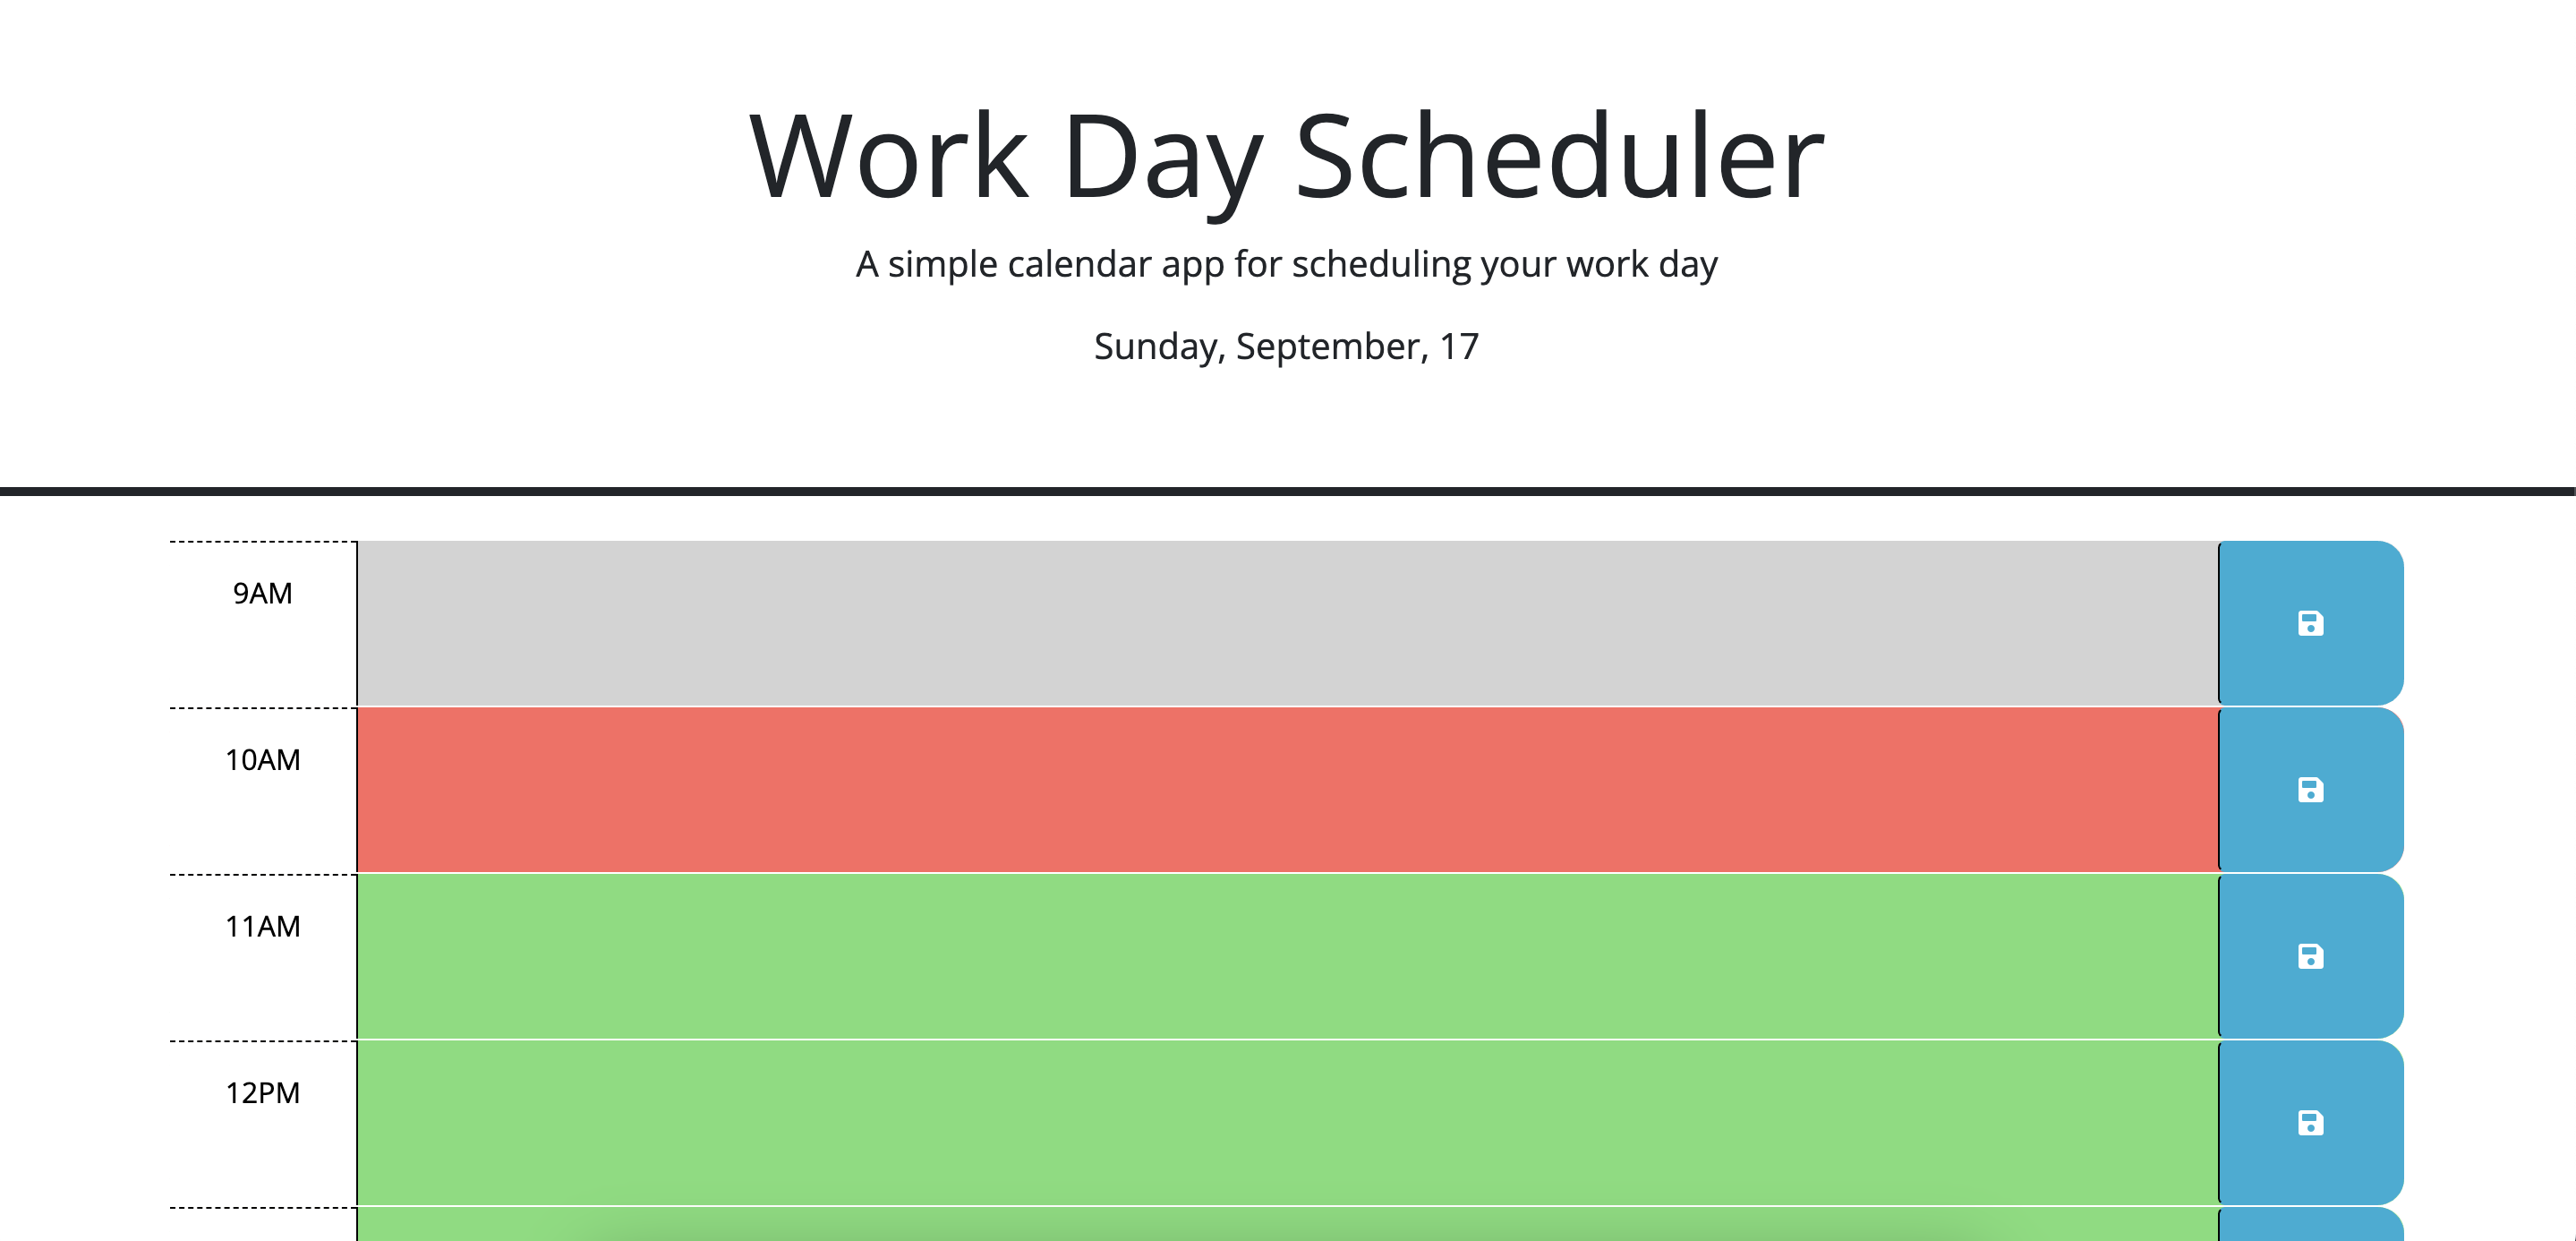 Work Day Scheduler
A simple calendar app for scheduling your work day
Sunday, September, 17
9AM
10AM
11AM
12PM